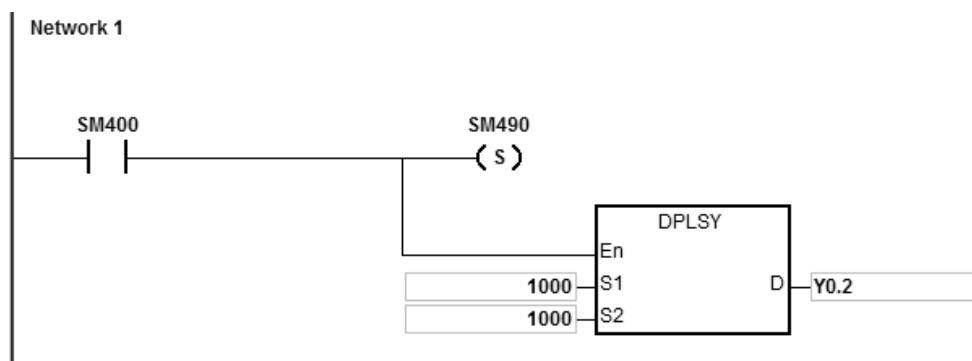 Network 1
SM400 SM490
( S )
DPLSY
En
1000 S1 D Y0.2
1000 S2